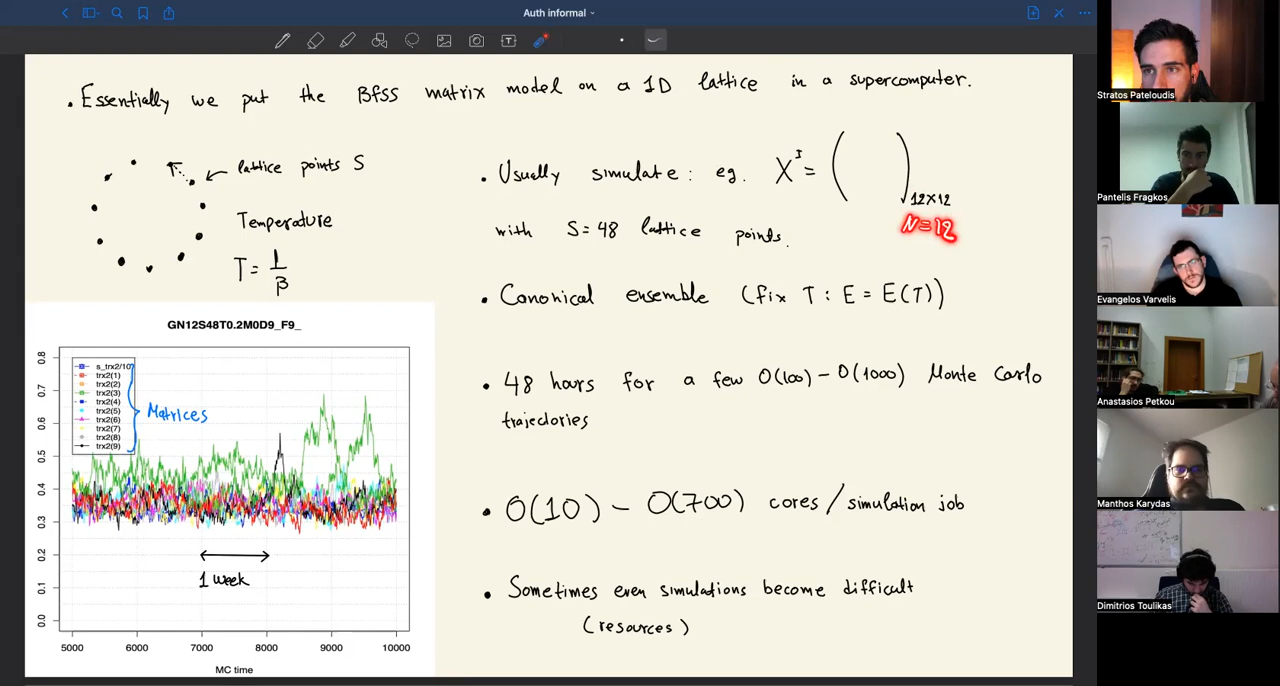 Auth informal
. Essentially we put the BFSS matrix model on a 1D lattice in a supercomputer.
lattice points S
Temperature
T = 1/β
. Usually simulate: eg. X^I = ( )
12×12
N=12
with S=48 lattice points.
. Canonical ensemble (fix T : E = E(T))
. 48 hours for a few O(100) – O(1000) Monte Carlo
trajectories
. O(10) – O(700) cores/simulation job
. Sometimes even simulations become difficult
(resources)
GN12S48T0.2M0D9_F9_
s_trx2/10
trx2(1)
trx2(2)
trx2(3)
trx2(4)
trx2(5)
trx2(6)
trx2(7)
trx2(8)
trx2(9)
Matrices
1 week
0.8
0.7
0.6
0.5
0.4
0.3
0.2
0.1
0.0
5000 6000 7000 8000 9000 10000
MC time
Stratos Pateloudis
Pantelis Fragkos
Evangelos Varvelis
Anastasios Petkou
Manthos Karydas
Dimitrios Toulikas